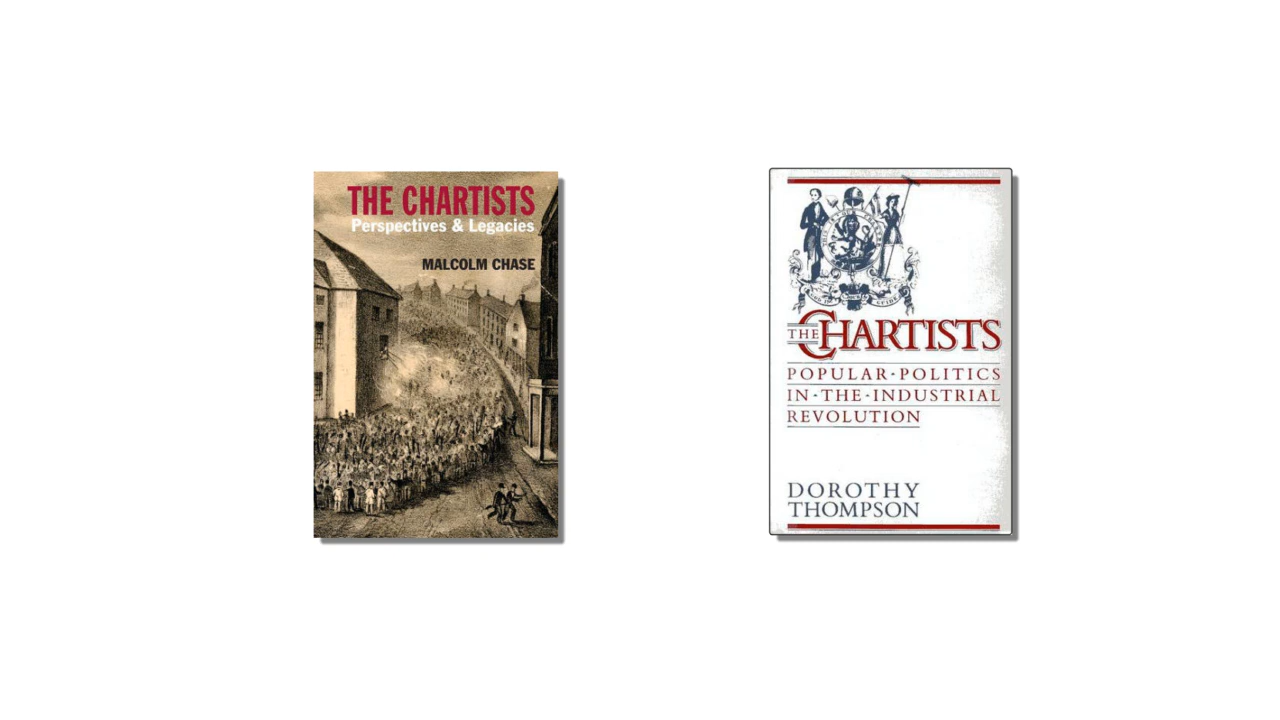 THE CHARTISTS
Perspectives & Legacies
MALCOLM CHASE
THE CHARTISTS
POPULAR·POLITICS
IN·THE·INDUSTRIAL
REVOLUTION
DOROTHY
THOMPSON